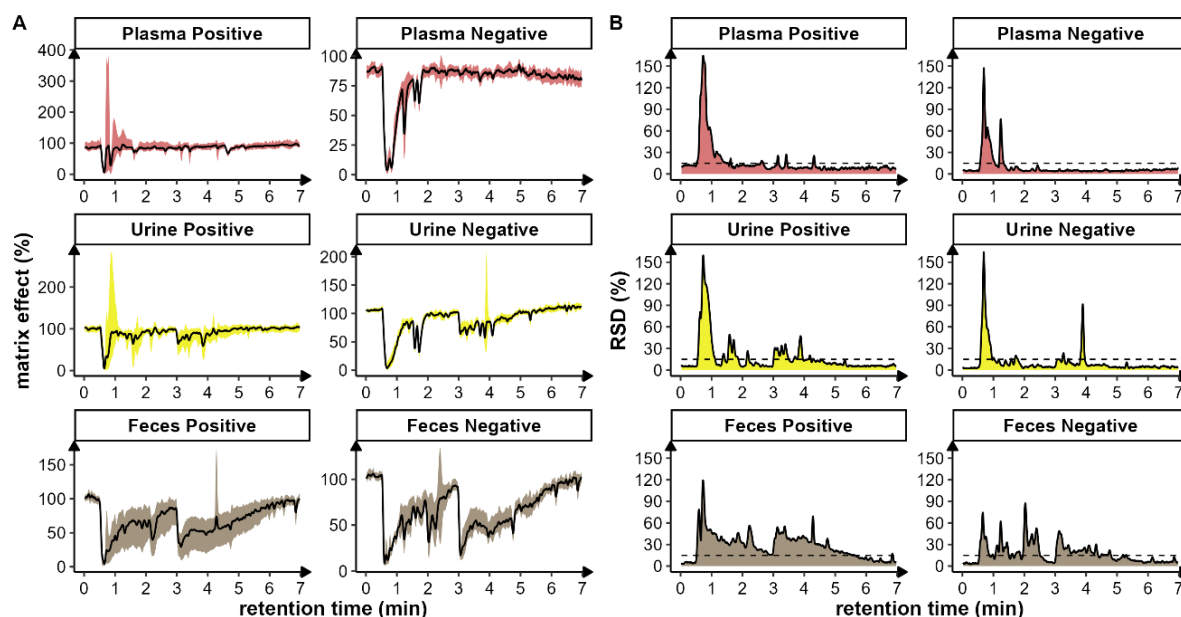 A
B
Plasma Positive
Plasma Negative
Plasma Positive
Plasma Negative
400
300
200
100
0
0 1 2 3 4 5 6 7
100
75
50
25
0
0 1 2 3 4 5 6 7
150
120
90
60
30
0
0 1 2 3 4 5 6 7
150
120
90
60
30
0
0 1 2 3 4 5 6 7
matrix effect (%)
RSD (%)
Urine Positive
Urine Negative
Urine Positive
Urine Negative
200
100
0
0 1 2 3 4 5 6 7
200
150
100
50
0
0 1 2 3 4 5 6 7
150
120
90
60
30
0
0 1 2 3 4 5 6 7
150
120
90
60
30
0
0 1 2 3 4 5 6 7
Feces Positive
Feces Negative
Feces Positive
Feces Negative
150
100
50
0
0 1 2 3 4 5 6 7
100
50
0
0 1 2 3 4 5 6 7
150
120
90
60
30
0
0 1 2 3 4 5 6 7
150
120
90
60
30
0
0 1 2 3 4 5 6 7
retention time (min)
retention time (min)